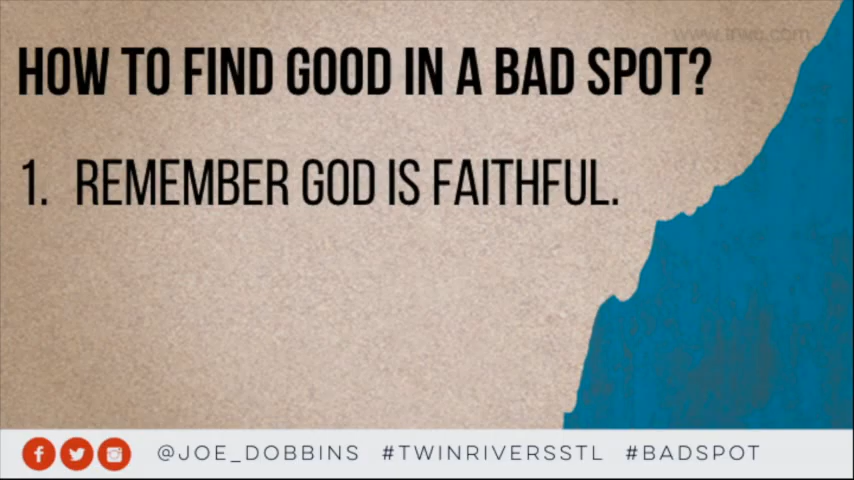 HOW TO FIND GOOD IN A BAD SPOT?
1. REMEMBER GOD IS FAITHFUL.
@JOE_DOBBINS #TWINRIVERSSTL #BADSPOT